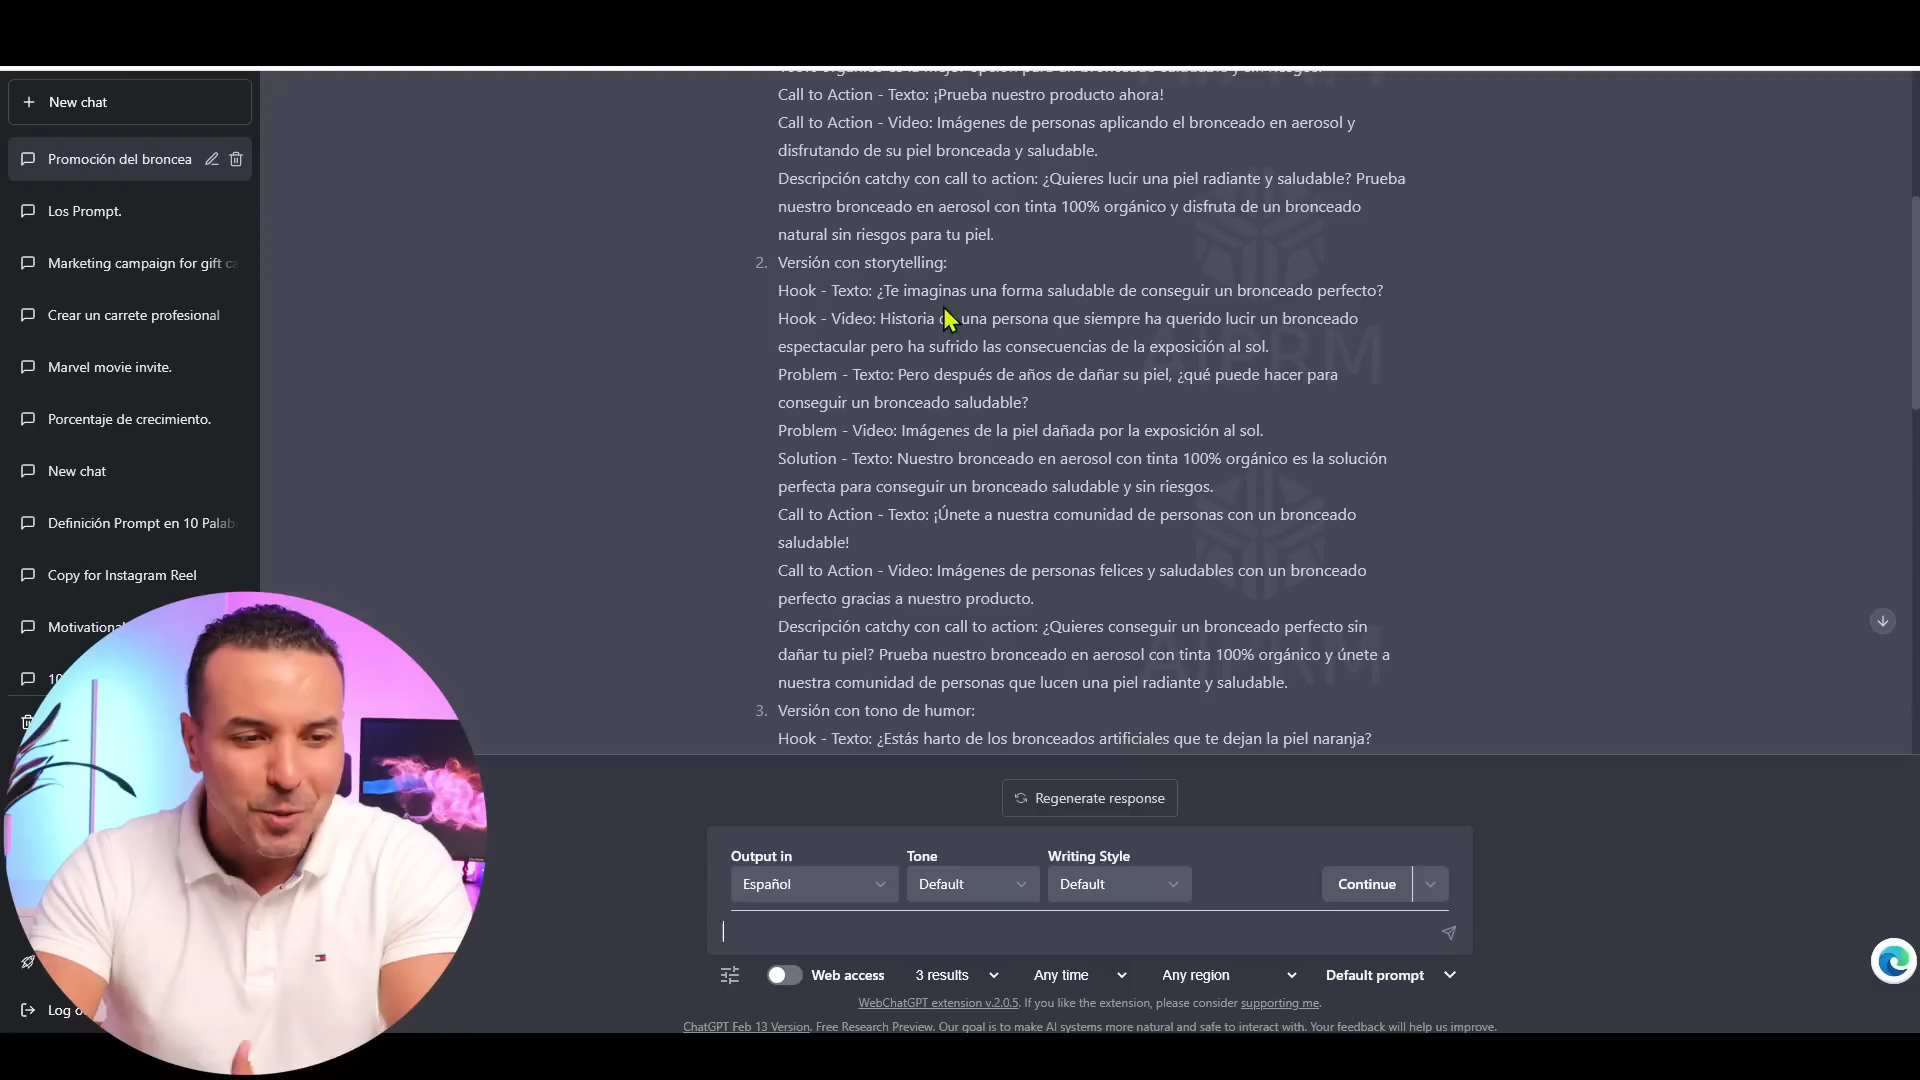 New chat
Promoción del broncea
Los Prompt.
Marketing campaign for gift ca
Crear un carrete profesional
Marvel movie invite.
Porcentaje de crecimiento.
New chat
Definición Prompt en 10 Palab
Copy for Instagram Reel
Motivational
10
Log o
Call to Action - Texto: ¡Prueba nuestro producto ahora!
Call to Action - Video: Imágenes de personas aplicando el bronceado en aerosol y
disfrutando de su piel bronceada y saludable.
Descripción catchy con call to action: ¿Quieres lucir una piel radiante y saludable? Prueba
nuestro bronceado en aerosol con tinta 100% orgánico y disfruta de un bronceado
natural sin riesgos para tu piel.
2. Versión con storytelling:
Hook - Texto: ¿Te imaginas una forma saludable de conseguir un bronceado perfecto?
Hook - Video: Historia de una persona que siempre ha querido lucir un bronceado
espectacular pero ha sufrido las consecuencias de la exposición al sol.
Problem - Texto: Pero después de años de dañar su piel, ¿qué puede hacer para
conseguir un bronceado saludable?
Problem - Video: Imágenes de la piel dañada por la exposición al sol.
Solution - Texto: Nuestro bronceado en aerosol con tinta 100% orgánico es la solución
perfecta para conseguir un bronceado saludable y sin riesgos.
Call to Action - Texto: ¡Únete a nuestra comunidad de personas con un bronceado
saludable!
Call to Action - Video: Imágenes de personas felices y saludables con un bronceado
perfecto gracias a nuestro producto.
Descripción catchy con call to action: ¿Quieres conseguir un bronceado perfecto sin
dañar tu piel? Prueba nuestro bronceado en aerosol con tinta 100% orgánico y únete a
nuestra comunidad de personas que lucen una piel radiante y saludable.
3. Versión con tono de humor:
Hook - Texto: ¿Estás harto de los bronceados artificiales que te dejan la piel naranja?
AIPRM
AIPRM
Regenerate response
Output in Tone Writing Style
Español Default Default Continue
Web access 3 results Any time Any region Default prompt
WebChatGPT extension v.2.0.5. If you like the extension, please consider supporting me.
ChatGPT Feb 13 Version. Free Research Preview. Our goal is to make AI systems more natural and safe to interact with. Your feedback will help us improve.